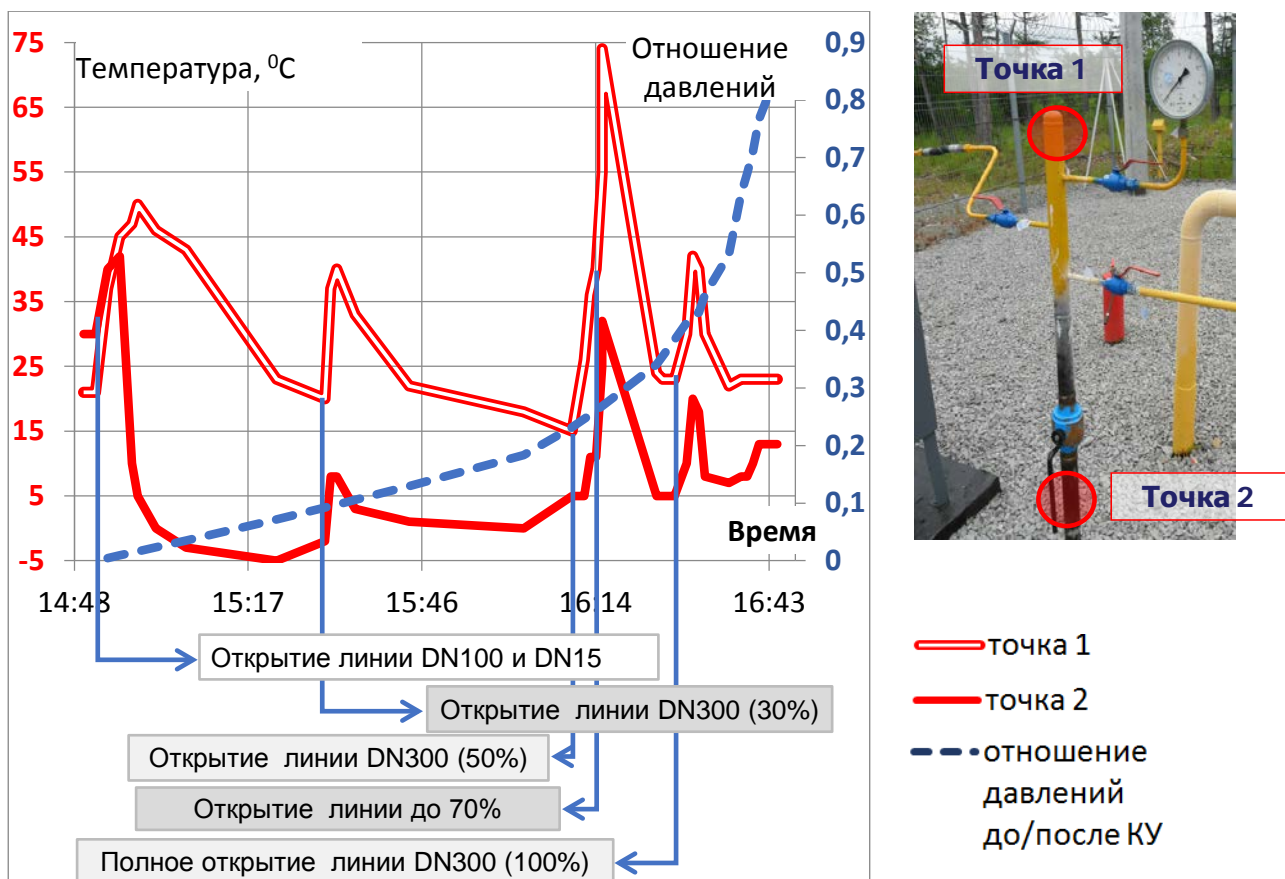 Температура, ⁰С
Отношение
давлений
75
65
55
45
35
25
15
5
-5
0,9
0,8
0,7
0,6
0,5
0,4
0,3
0,2
0,1
0
Время
14:48
15:17
15:46
16:14
16:43
Открытие линии DN100 и DN15
Открытие линии DN300 (30%)
Открытие линии DN300 (50%)
Открытие линии до 70%
Полное открытие линии DN300 (100%)
Точка 1
Точка 2
точка 1
точка 2
отношение
давлений
до/после КУ